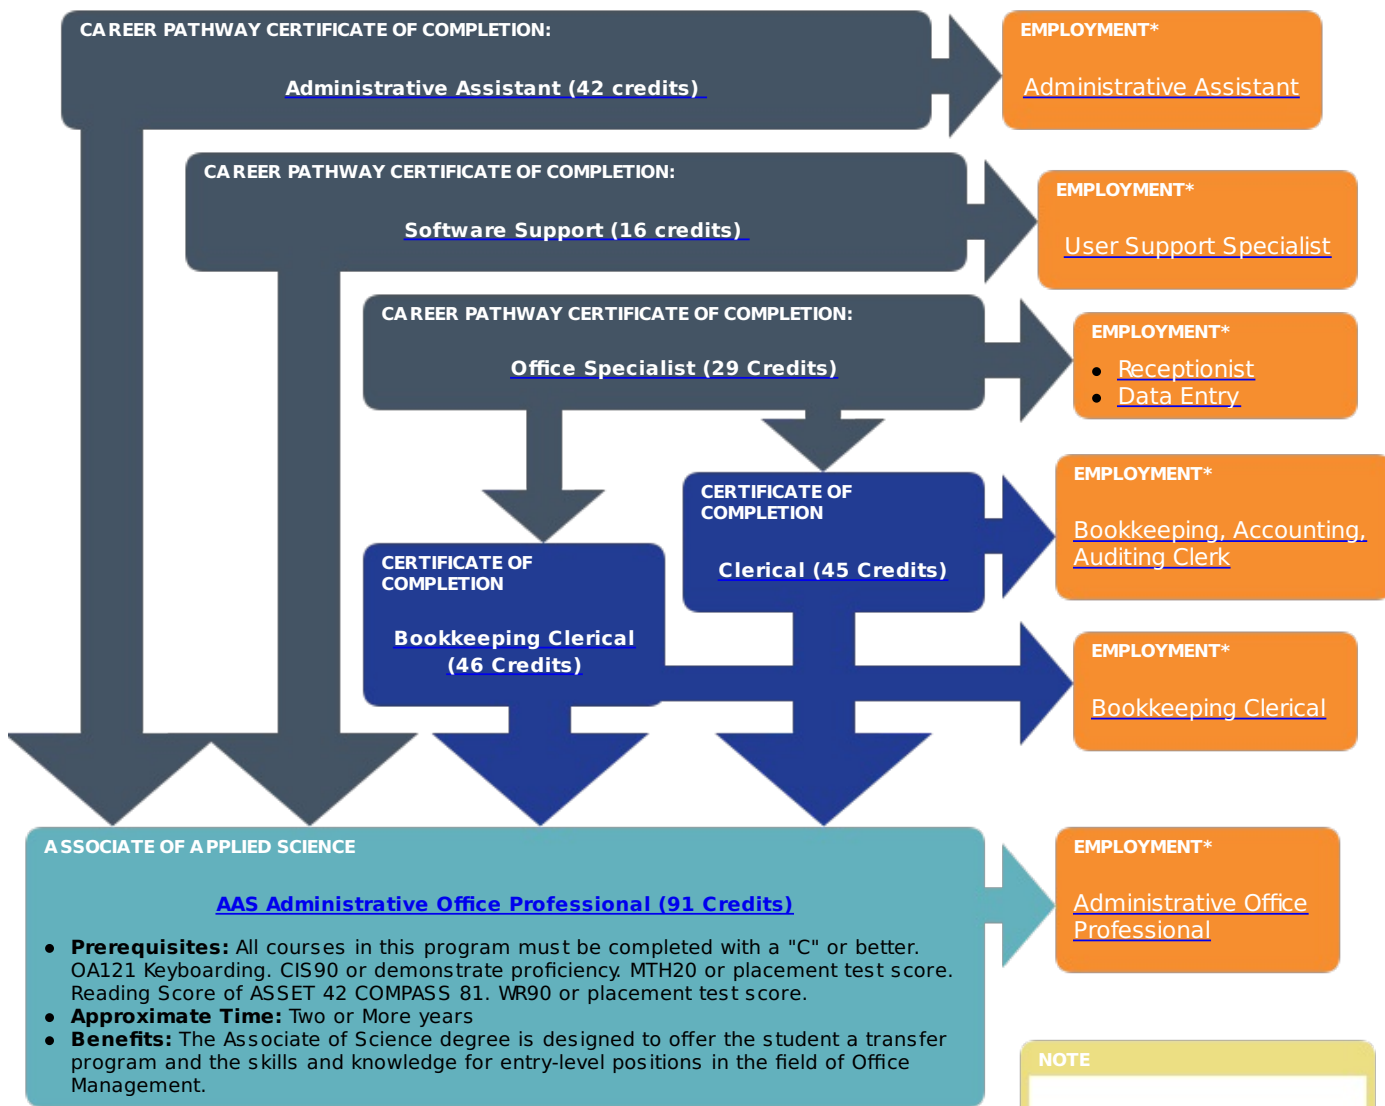 CAREER PATHWAY CERTIFICATE OF COMPLETION:
Administrative Assistant (42 credits)
EMPLOYMENT*
Administrative Assistant
CAREER PATHWAY CERTIFICATE OF COMPLETION:
Software Support (16 credits)
EMPLOYMENT*
User Support Specialist
CAREER PATHWAY CERTIFICATE OF COMPLETION:
Office Specialist (29 Credits)
EMPLOYMENT*
• Receptionist
• Data Entry
CERTIFICATE OF
COMPLETION
Clerical (45 Credits)
EMPLOYMENT*
Bookkeeping, Accounting,
Auditing Clerk
CERTIFICATE OF
COMPLETION
Bookkeeping Clerical
(46 Credits)
EMPLOYMENT*
Bookkeeping Clerical
ASSOCIATE OF APPLIED SCIENCE
AAS Administrative Office Professional (91 Credits)
• Prerequisites: All courses in this program must be completed with a "C" or better.
OA121 Keyboarding. CIS90 or demonstrate proficiency. MTH20 or placement test score.
Reading Score of ASSET 42 COMPASS 81. WR90 or placement test score.
• Approximate Time: Two or More years
• Benefits: The Associate of Science degree is designed to offer the student a transfer
program and the skills and knowledge for entry-level positions in the field of Office
Management.
EMPLOYMENT*
Administrative Office
Professional
NOTE